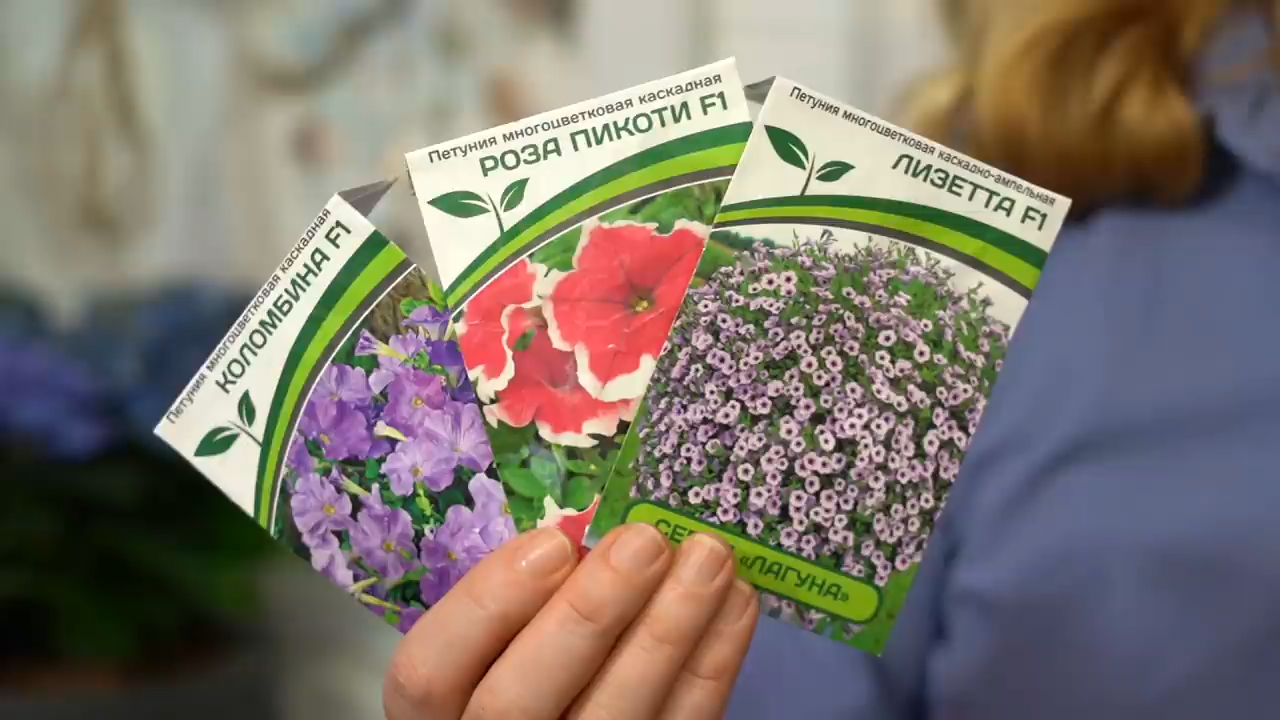 Петуния многоцветковая каскадная
КОЛОМБИНА F1
Петуния многоцветковая каскадная
РОЗА ПИКОТИ F1
Петуния многоцветковая каскадно-ампельная
ЛИЗЕТТА F1
«ЛАГУНА»